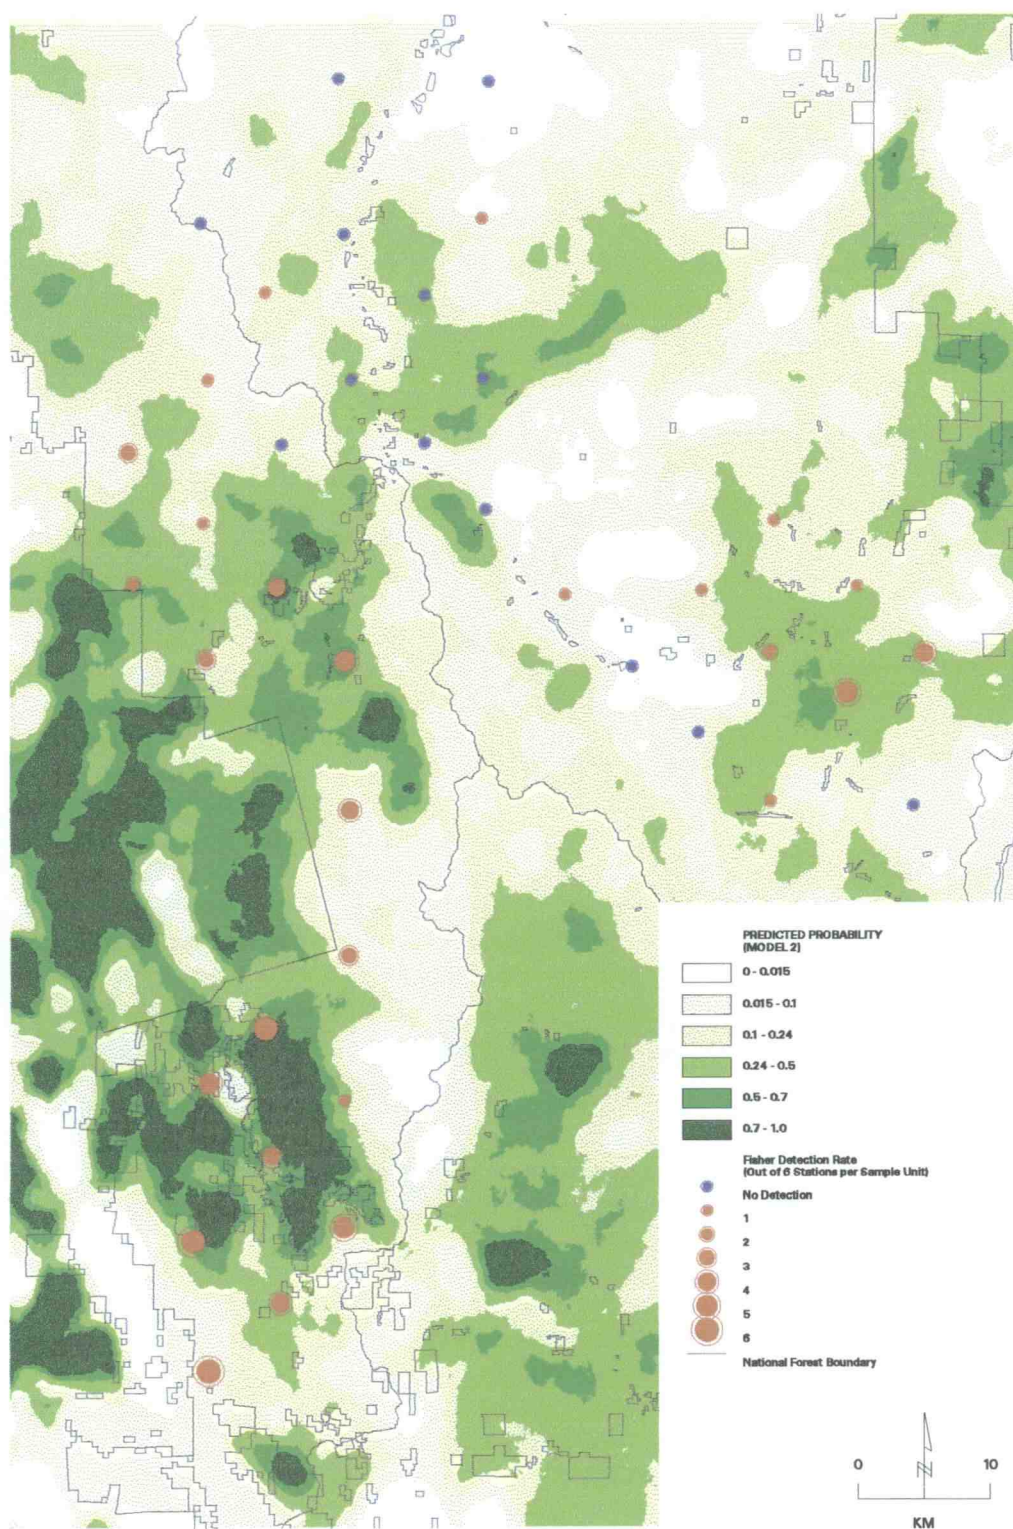 PREDICTED PROBABILITY
(MODEL 2)
0 - 0.015
0.015 - 0.1
0.1 - 0.24
0.24 - 0.5
0.5 - 0.7
0.7 - 1.0
Fisher Detection Rate
(Out of 6 Stations per Sample Unit)
No Detection
1
2
3
4
5
6
National Forest Boundary
N
0 10
KM